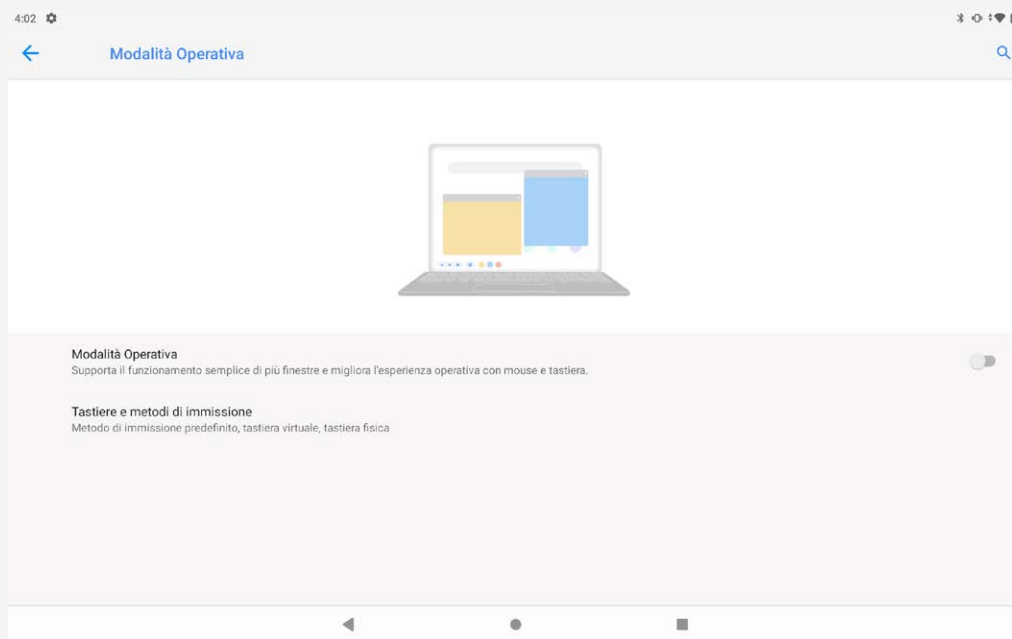 4:02
Modalità Operativa
Modalità Operativa
Supporta il funzionamento semplice di più finestre e migliora l'esperienza operativa con mouse e tastiera.
Tastiere e metodi di immissione
Metodo di immissione predefinito, tastiera virtuale, tastiera fisica